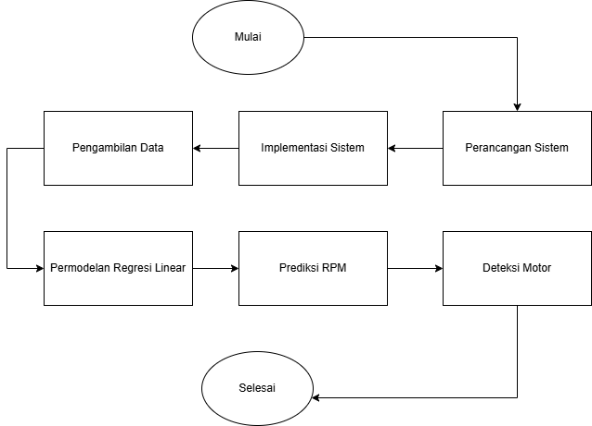 Mulai
Perancangan Sistem
Implementasi Sistem
Pengambilan Data
Permodelan Regresi Linear
Prediksi RPM
Deteksi Motor
Selesai